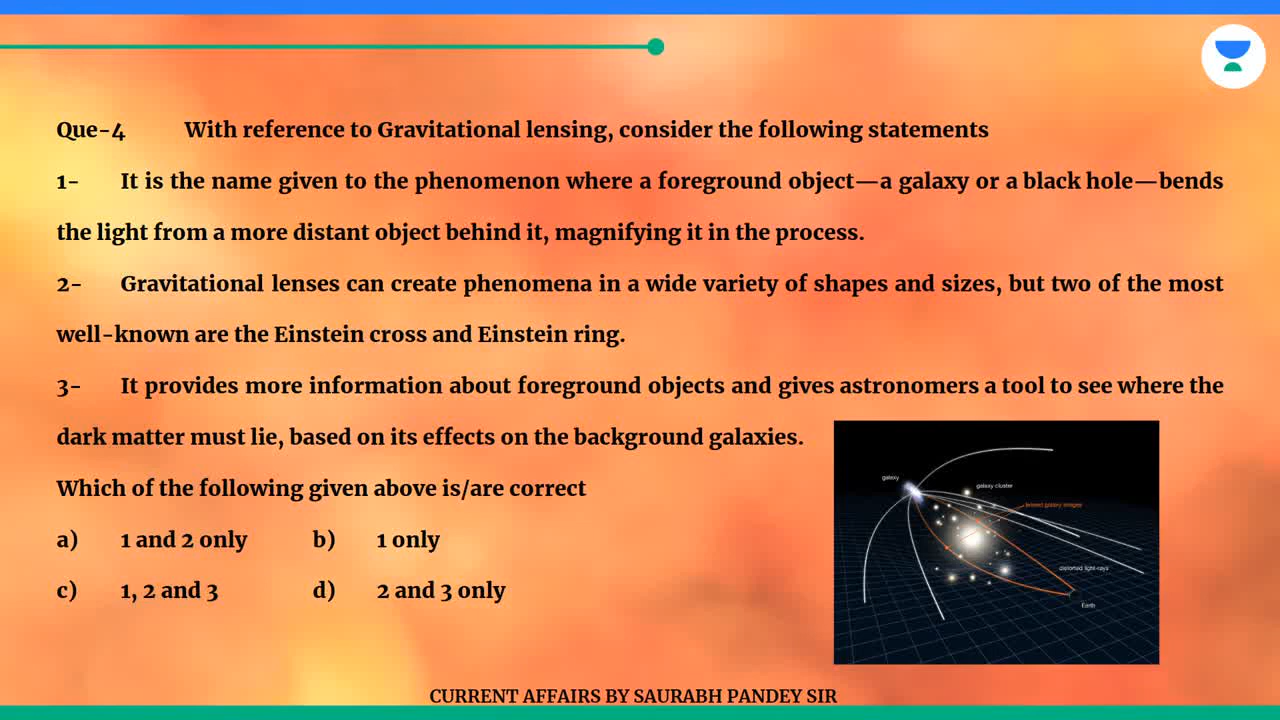 Que-4 With reference to Gravitational lensing, consider the following statements
1- It is the name given to the phenomenon where a foreground object—a galaxy or a black hole—bends
the light from a more distant object behind it, magnifying it in the process.
2- Gravitational lenses can create phenomena in a wide variety of shapes and sizes, but two of the most
well-known are the Einstein cross and Einstein ring.
3- It provides more information about foreground objects and gives astronomers a tool to see where the
dark matter must lie, based on its effects on the background galaxies.
Which of the following given above is/are correct
a) 1 and 2 only b) 1 only
c) 1, 2 and 3 d) 2 and 3 only
galaxy
galaxy cluster
lensed galaxy images
distorted light-rays
Earth
CURRENT AFFAIRS BY SAURABH PANDEY SIR